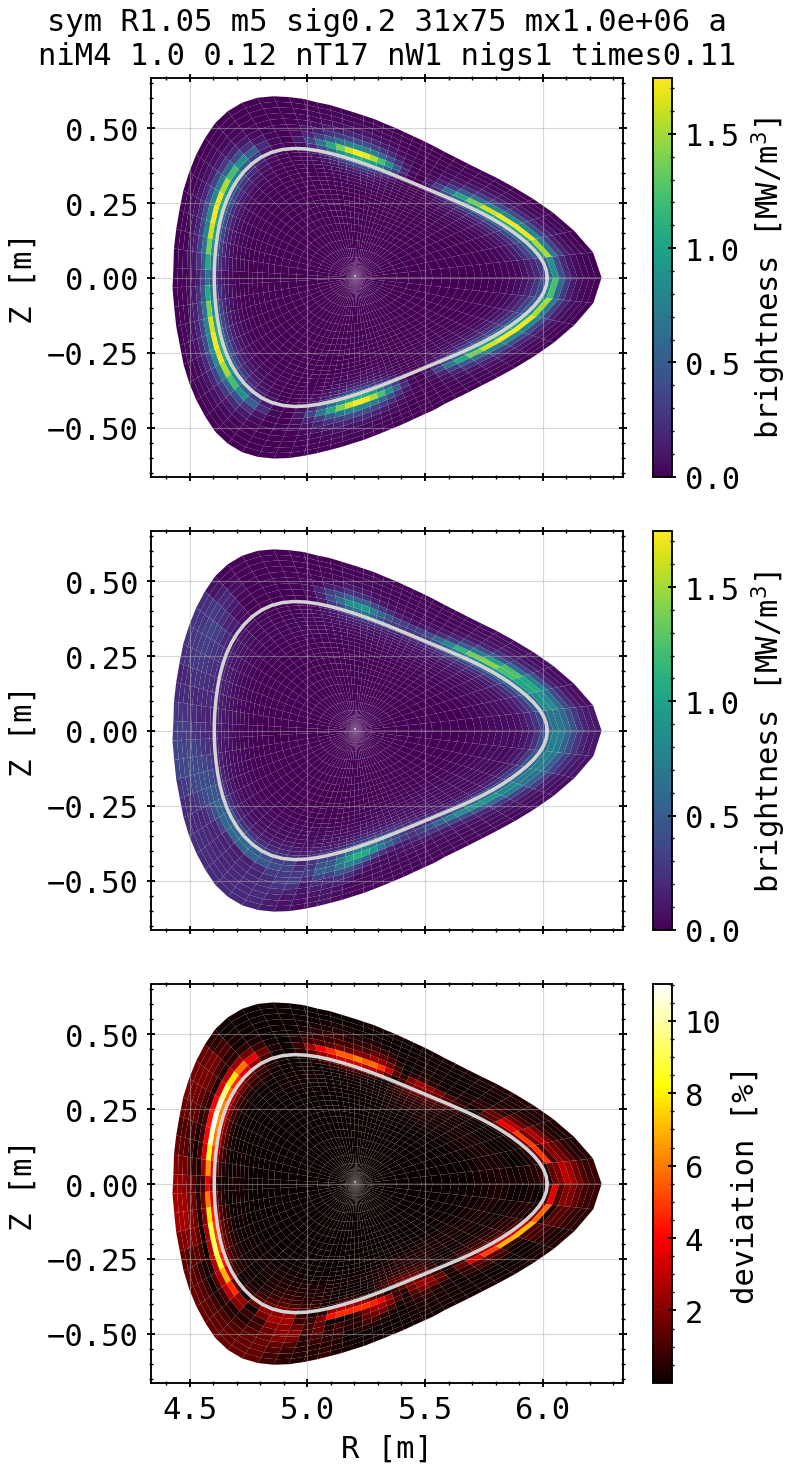 sym R1.05 m5 sig0.2 31x75 mx1.0e+06 a
niM4 1.0 0.12 nT17 nW1 nigs1 times0.11
0.50
0.25
0.00
−0.25
−0.50
Z [m]
1.5
1.0
0.5
0.0
brightness [MW/m³]
0.50
0.25
0.00
−0.25
−0.50
Z [m]
1.5
1.0
0.5
0.0
brightness [MW/m³]
0.50
0.25
0.00
−0.25
−0.50
Z [m]
10
8
6
4
2
deviation [%]
4.5 5.0 5.5 6.0
R [m]